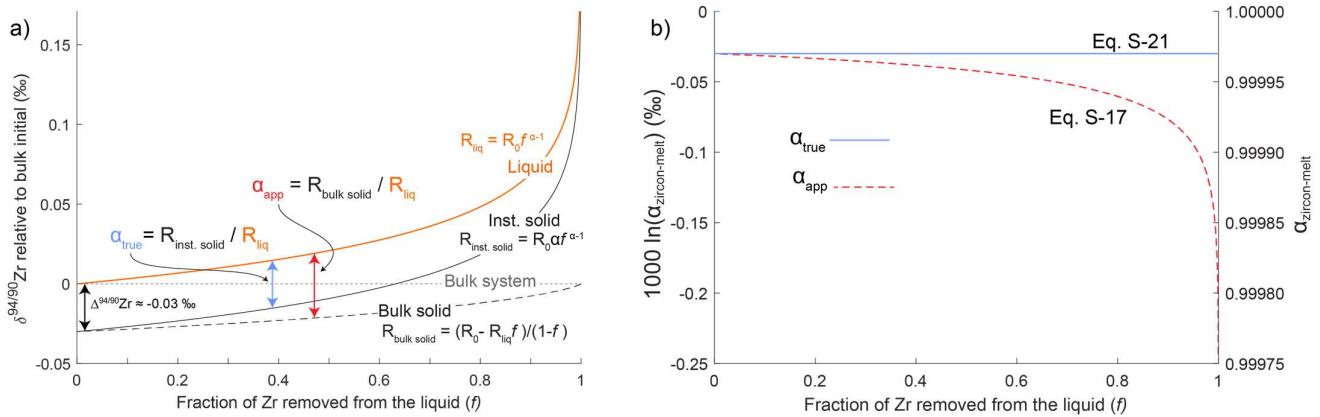 a)
δ94/90Zr relative to bulk initial (‰)
0.15
0.1
0.05
0
-0.05
0
0.2
0.4
0.6
0.8
1
Fraction of Zr removed from the liquid (f)
Rliq = R0f α-1
Liquid
αapp = Rbulk solid / Rliq
αtrue = Rinst. solid / Rliq
Inst. solid
Rinst. solid = R0αf α-1
Bulk system
Δ94/90Zr ≈ -0.03 ‰
Bulk solid
Rbulk solid = (R0 - Rliqf)/(1-f)
b)
1000 ln(αzircon-melt) (‰)
-0
-0.05
-0.1
-0.15
-0.2
-0.25
0
0.2
0.4
0.6
0.8
1
Fraction of Zr removed from the liquid (f)
Eq. S-21
Eq. S-17
αtrue
αapp
1.00000
0.99995
0.99990
0.99985
0.99980
0.99975
αzircon-melt